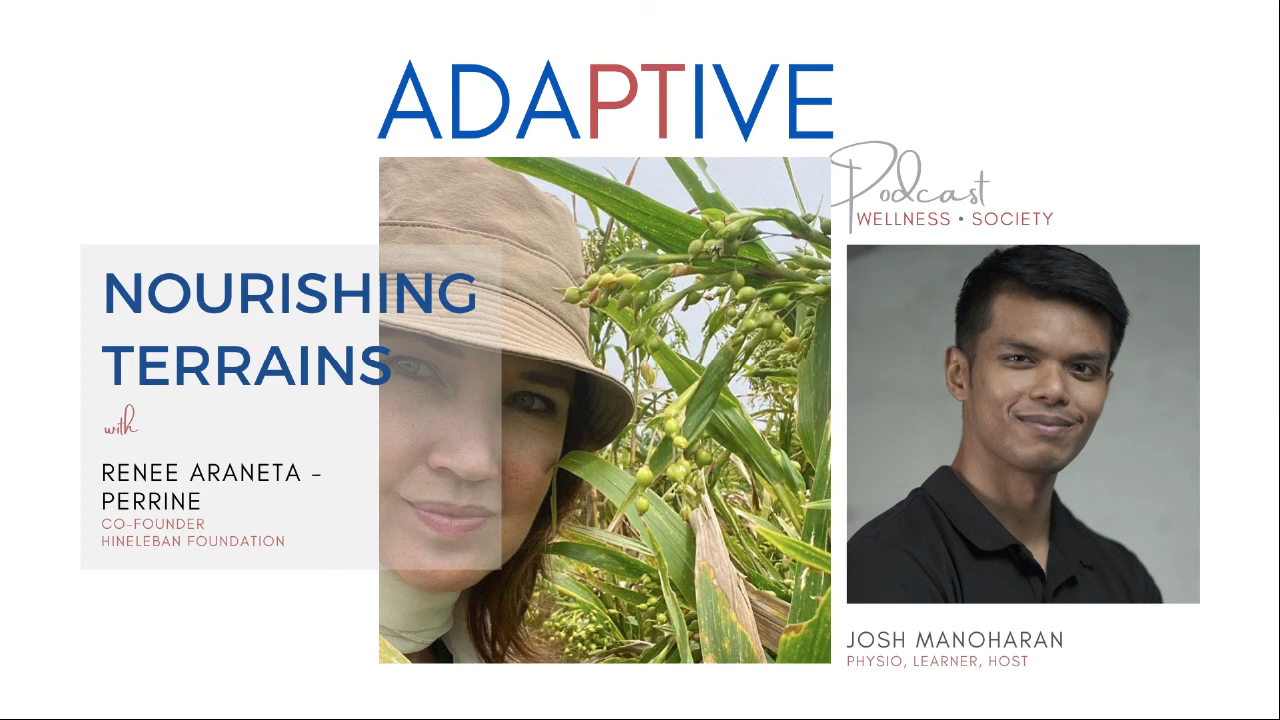 ADAPTIVE
Podcast
WELLNESS • SOCIETY
NOURISHING
TERRAINS
with
RENEE ARANETA –
PERRINE
CO-FOUNDER
HINELEBAN FOUNDATION
JOSH MANOHARAN
PHYSIO, LEARNER, HOST